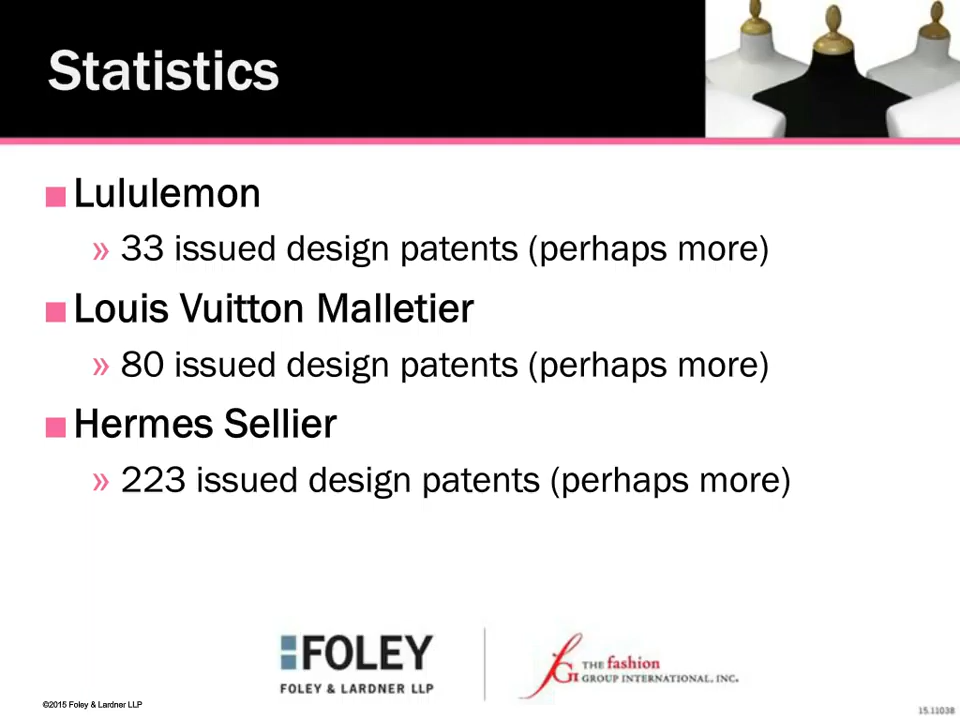 Statistics
Lululemon
» 33 issued design patents (perhaps more)
Louis Vuitton Malletier
» 80 issued design patents (perhaps more)
Hermes Sellier
» 223 issued design patents (perhaps more)
FOLEY
FOLEY & LARDNER LLP
THE fashion
GROUP INTERNATIONAL, INC.
©2015 Foley & Lardner LLP
15.11038